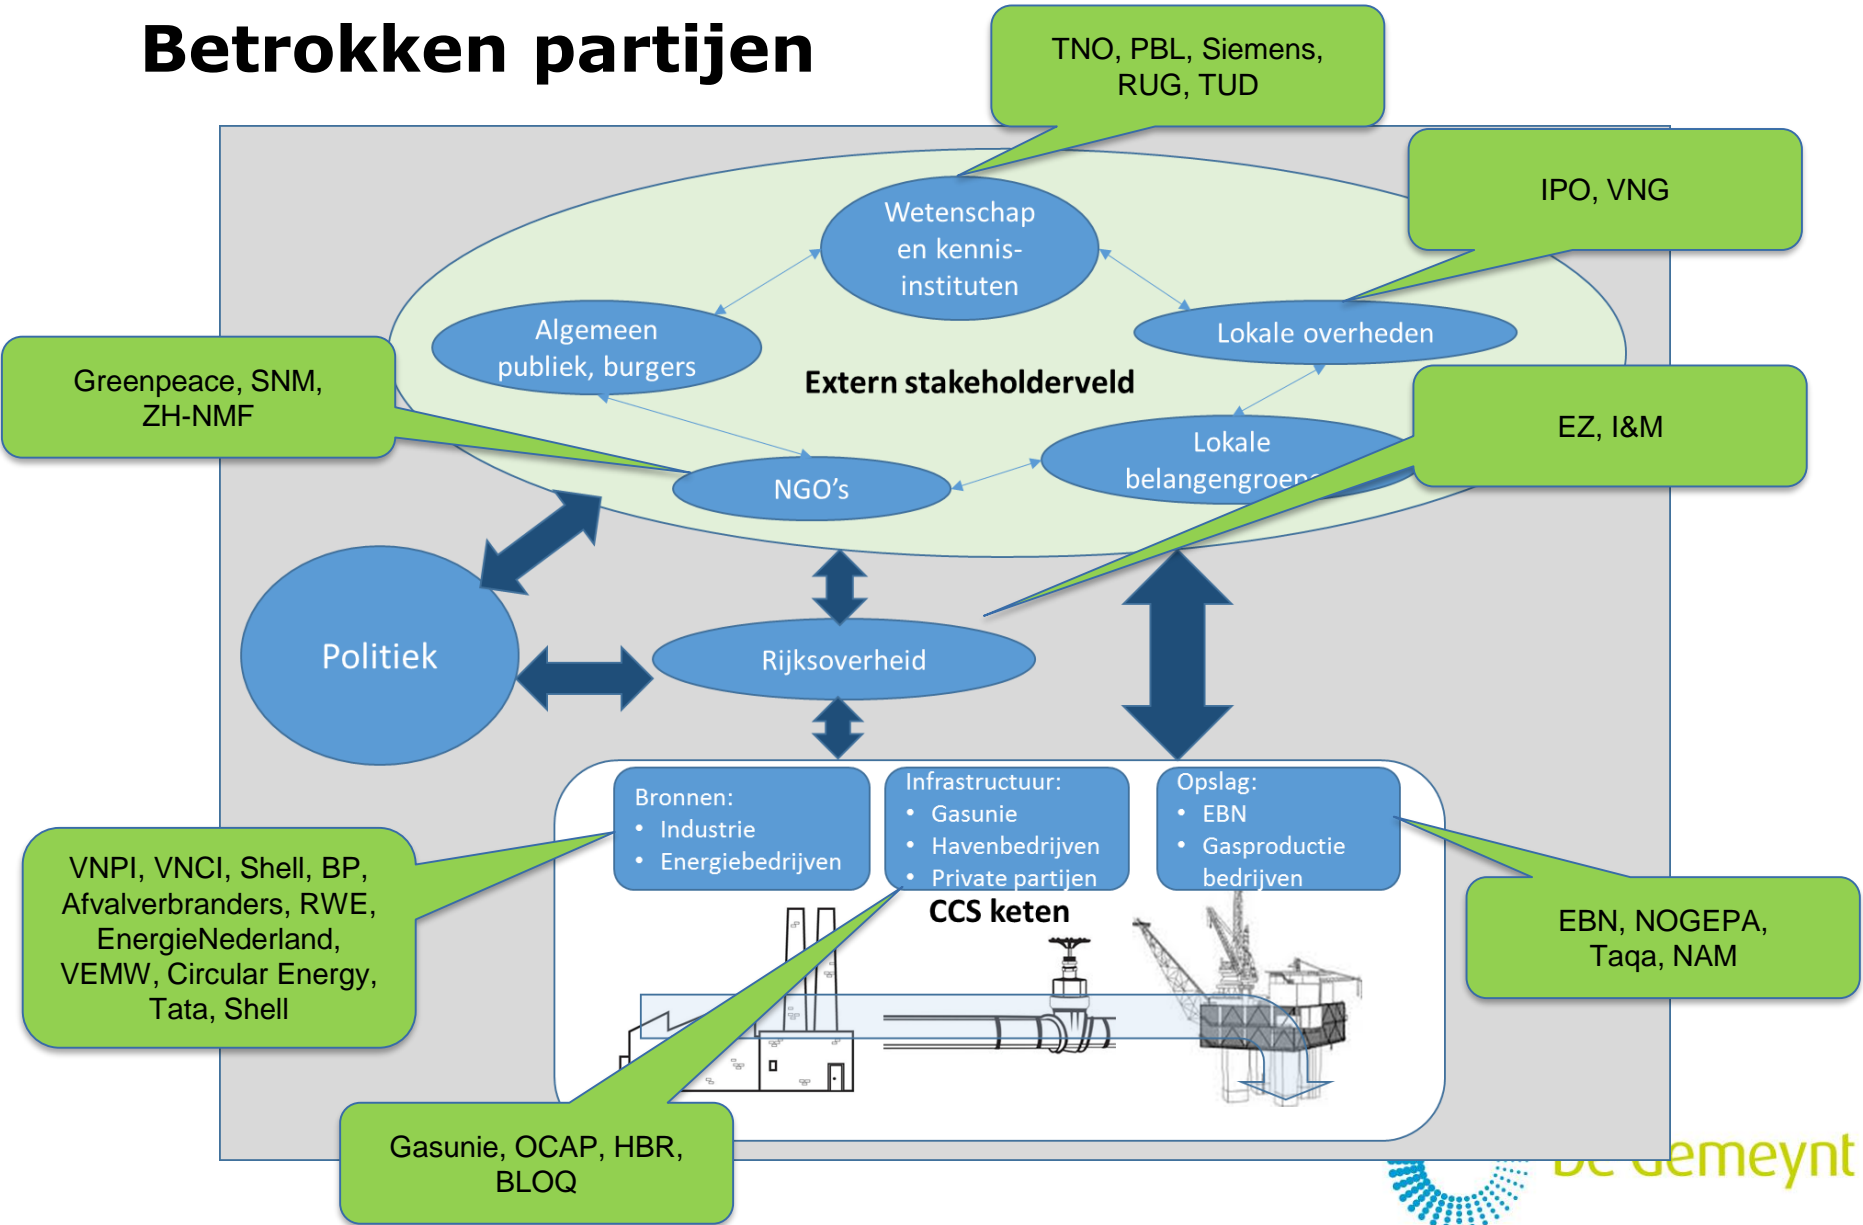 Betrokken partijen
TNO, PBL, Siemens,
RUG, TUD
IPO, VNG
Wetenschap
en kennis-
instituten
Algemeen
publiek, burgers
Lokale overheden
Extern stakeholderveld
Greenpeace, SNM,
ZH-NMF
EZ, I&M
Lokale
belangengroepen
NGO's
Politiek
Rijksoverheid
Bronnen:
• Industrie
• Energiebedrijven
Infrastructuur:
• Gasunie
• Havenbedrijven
• Private partijen
Opslag:
• EBN
• Gasproductie
bedrijven
CCS keten
VNPI, VNCI, Shell, BP,
Afvalverbranders, RWE,
EnergieNederland,
VEMW, Circular Energy,
Tata, Shell
EBN, NOGEPA,
Taqa, NAM
Gasunie, OCAP, HBR,
BLOQ
De Gemeynt